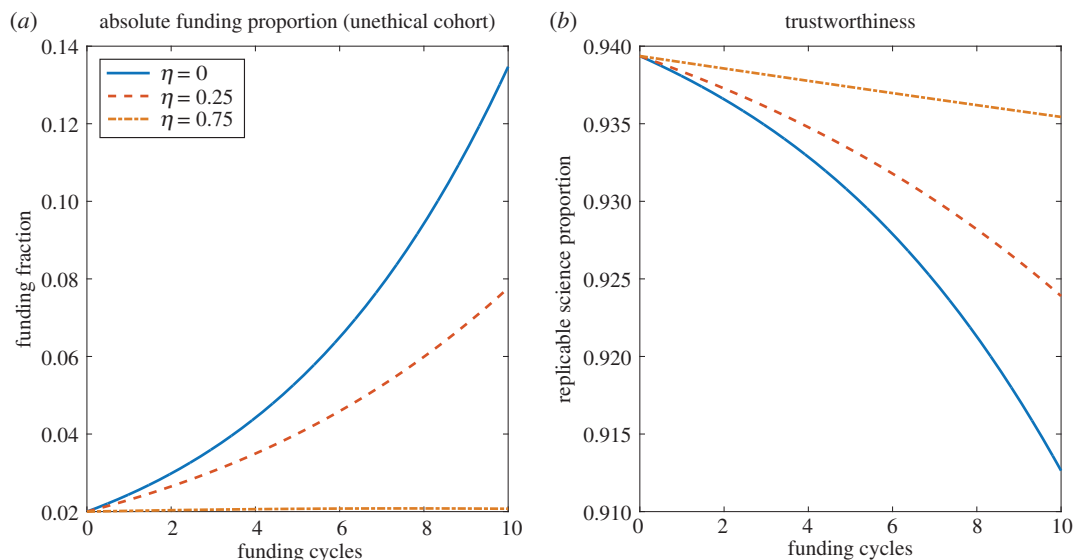 (a) absolute funding proportion (unethical cohort)
0.14
0.12
0.10
0.08
0.06
0.04
0.02
funding fraction
η = 0
η = 0.25
η = 0.75
0 2 4 6 8 10
funding cycles
(b) trustworthiness
0.940
0.935
0.930
0.925
0.920
0.915
0.910
replicable science proportion
0 2 4 6 8 10
funding cycles